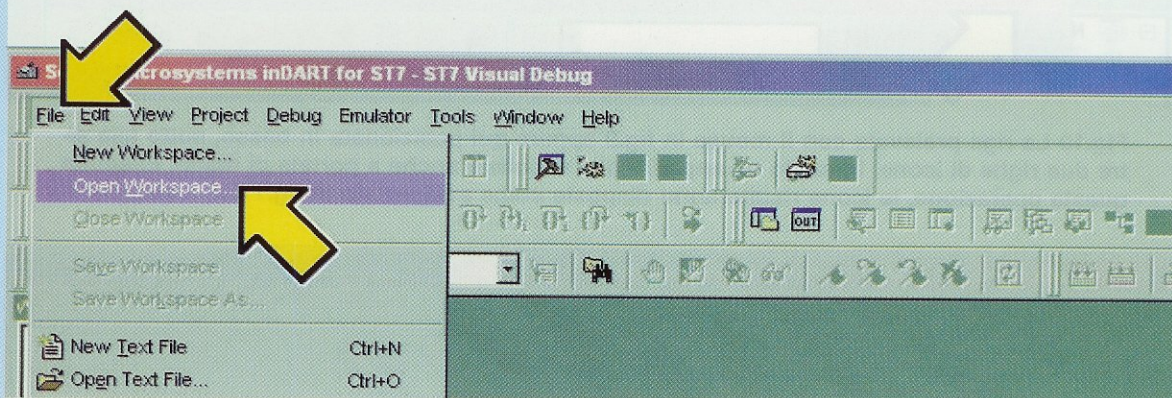 crosystems inDART for ST7 - ST7 Visual Debug
File Edit View Project Debug Emulator Tools Window Help
New Workspace...
Open Workspace...
Close Workspace
Save Workspace
Save Workspace As...
New Text File Ctrl+N
Open Text File... Ctrl+O
OUT